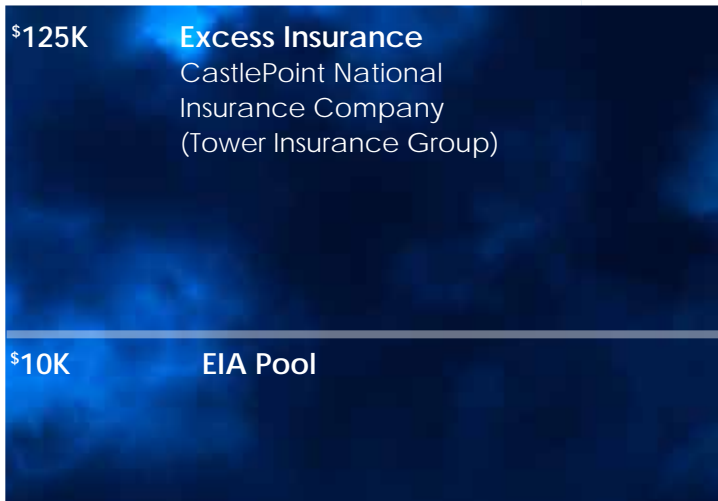 $125K Excess Insurance
CastlePoint National
Insurance Company
(Tower Insurance Group)
$10K EIA Pool